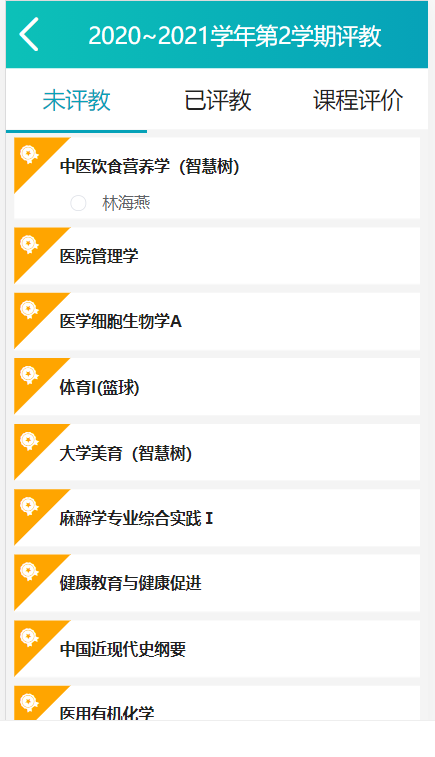 2020~2021学年第2学期评教
未评教 已评教 课程评价
中医饮食营养学（智慧树）
林海燕
医院管理学
医学细胞生物学A
体育I(篮球)
大学美育（智慧树）
麻醉学专业综合实践 I
健康教育与健康促进
中国近现代史纲要
医用有机化学